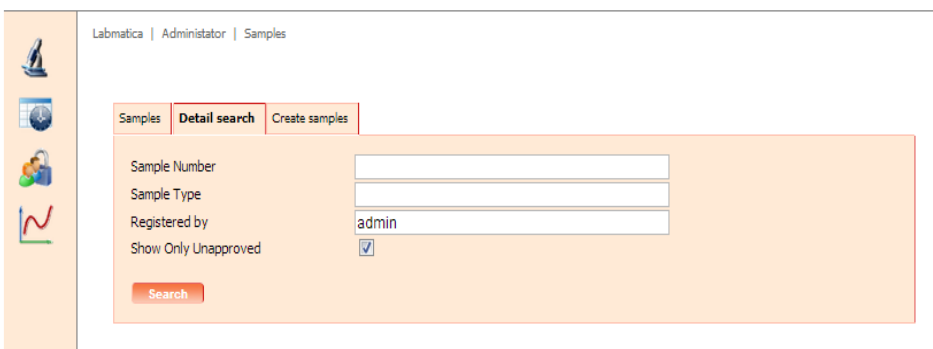 Labmatica | Administator | Samples
Samples Detail search Create samples
Sample Number
Sample Type
Registered by admin
Show Only Unapproved
Search